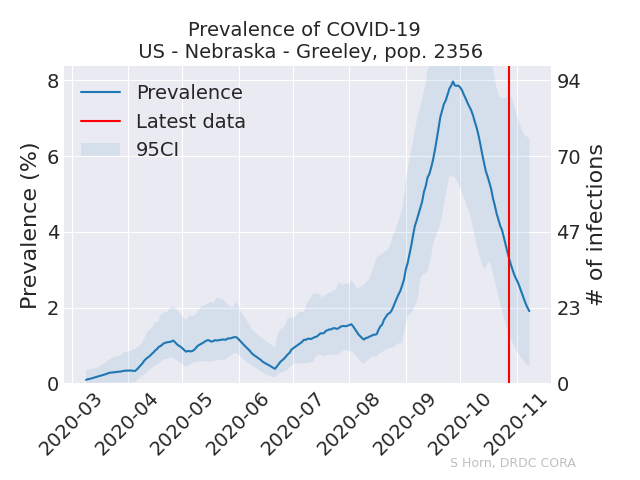 Prevalence of COVID-19
US - Nebraska - Greeley, pop. 2356
Prevalence
Latest data
95CI
Prevalence (%)
8
6
4
2
0
94
70
47
23
0
# of infections
2020-03
2020-04
2020-05
2020-06
2020-07
2020-08
2020-09
2020-10
2020-11
S Horn, DRDC CORA